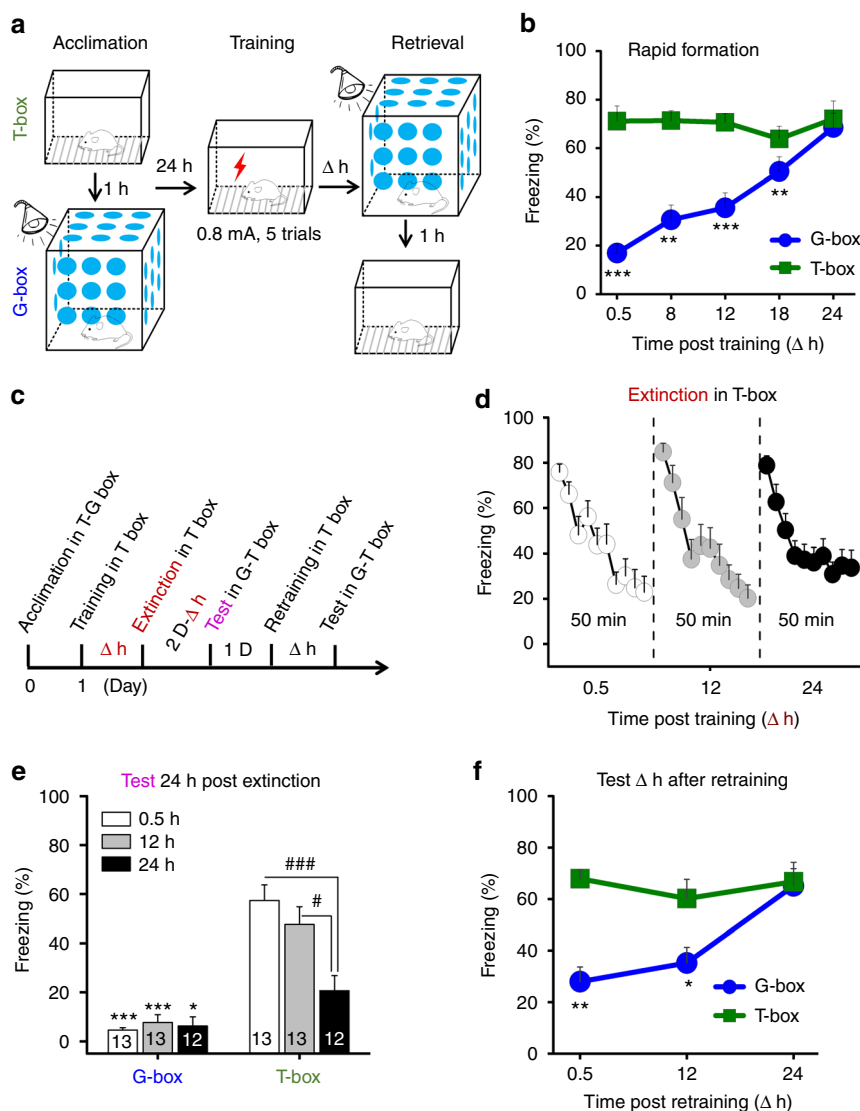 a
Acclimation
Training
Retrieval
T-box
1 h
24 h
Δ h
0.8 mA, 5 trials
G-box
1 h
b
Rapid formation
Freezing (%)
100
80
60
40
20
0
***
**
***
**
G-box
T-box
0.5 8 12 18 24
Time post training (Δ h)
c
Acclimation in T-G box
Training in T box
Extinction in T box
Test in G-T box
Retraining in T box
Test in G-T box
Δ h
2 D-Δ h
1 D
Δ h
0 1 (Day)
d
Extinction in T-box
Freezing (%)
100
80
60
40
20
0
50 min 50 min 50 min
0.5 12 24
Time post training (Δ h)
e
Test 24 h post extinction
Freezing (%)
100
80
60
40
20
0
0.5 h
12 h
24 h
###
#
*** *** *
13 13 12 13 13 12
G-box T-box
f
Test Δ h after retraining
Freezing (%)
100
80
60
40
20
0
**
*
G-box
T-box
0.5 12 24
Time post retraining (Δ h)